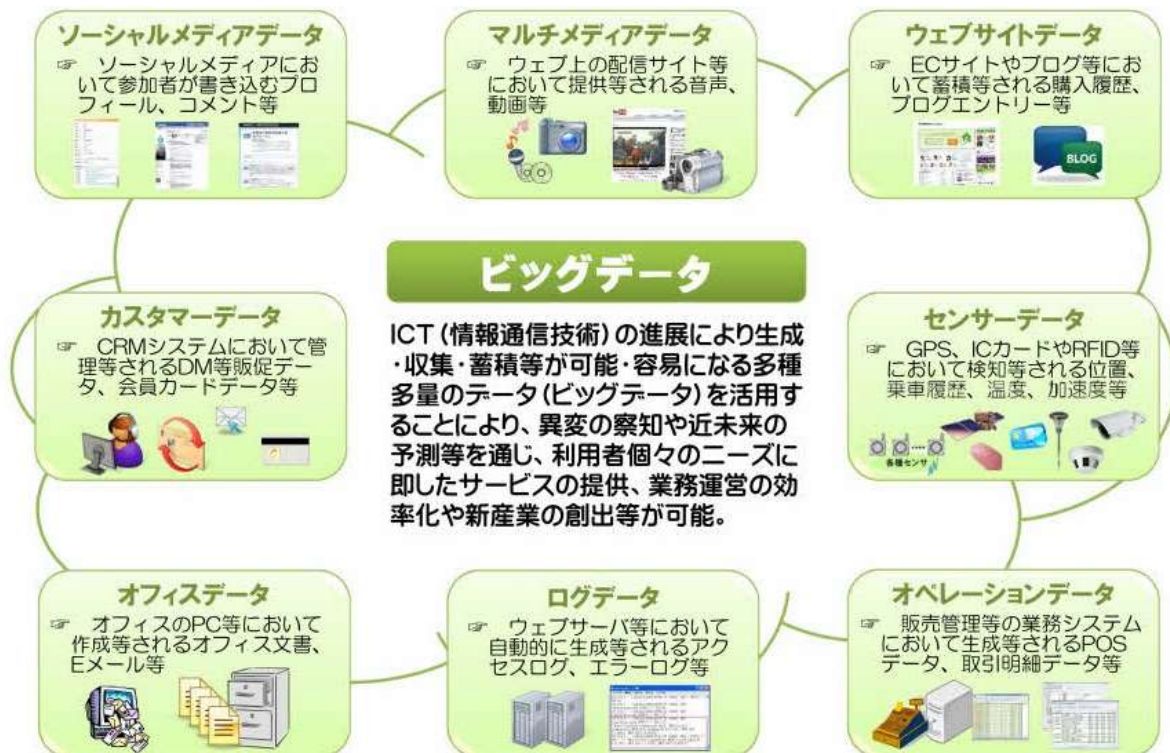 ソーシャルメディアデータ
☞ ソーシャルメディアにお
いて参加者が書き込むプロ
フィール、コメント等
マルチメディアデータ
☞ ウェブ上の配信サイト等
において提供等される音声、
動画等
ウェブサイトデータ
☞ ECサイトやブログ等にお
いて蓄積等される購入履歴、
ブログエントリー等
BLOG
ビッグデータ
ICT(情報通信技術)の進展により生成
・収集・蓄積等が可能・容易になる多種
多量のデータ(ビッグデータ)を活用す
ることにより、異変の察知や近未来の
予測等を通じ、利用者個々のニーズに
即したサービスの提供、業務運営の効
率化や新産業の創出等が可能。
カスタマーデータ
☞ CRMシステムにおいて管
理等されるDM等販促デー
タ、会員カードデータ等
センサーデータ
☞ GPS、ICカードやRFID等
において検知等される位置、
乗車履歴、温度、加速度等
各種センサ
オフィスデータ
☞ オフィスのPC等において
作成等されるオフィス文書、
Eメール等
ログデータ
☞ ウェブサーバ等において
自動的に生成等されるアク
セスログ、エラーログ等
オペレーションデータ
☞ 販売管理等の業務システム
において生成等されるPOS
データ、取引明細データ等